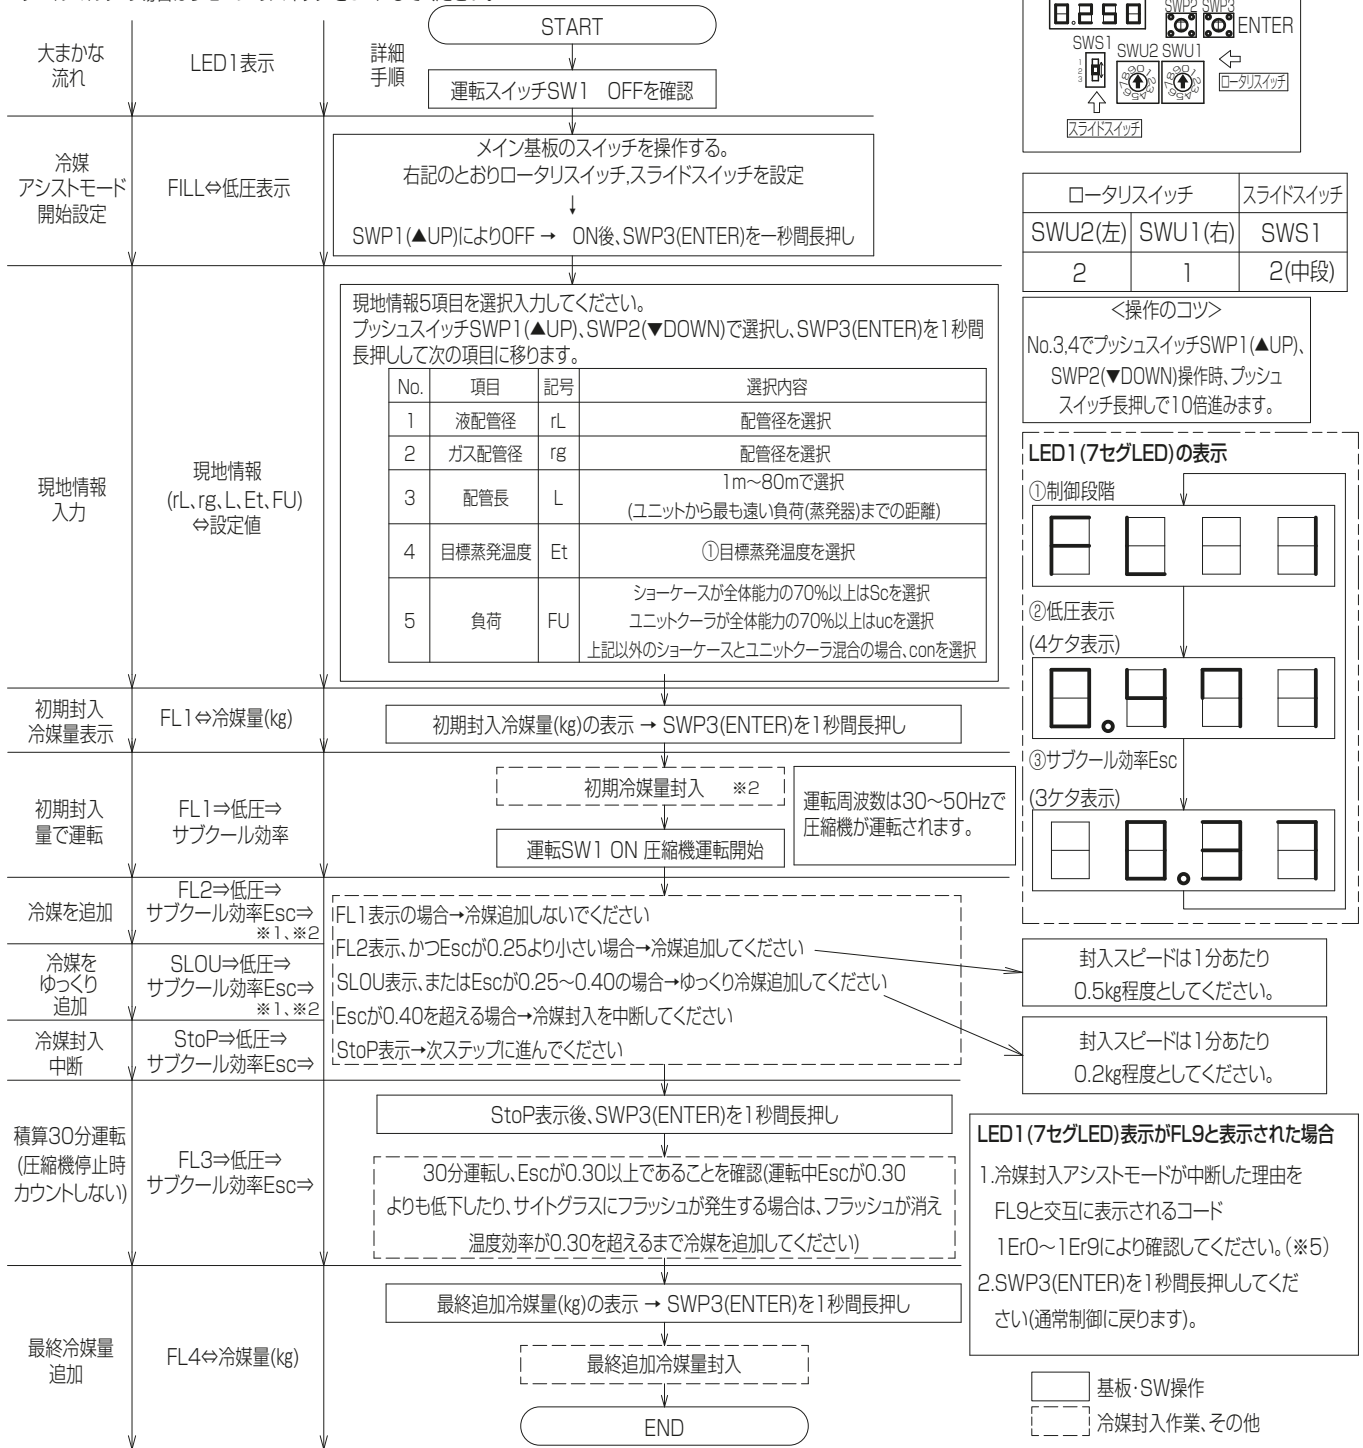 START
運転スイッチSW1 OFFを確認
大まかな
流れ
LED1表示
詳細
手順
冷媒
アシストモード
開始設定
FILL⇔低圧表示
メイン基板のスイッチを操作する。
右記のとおりロータリスイッチ,スライドスイッチを設定
↓
SWP1(▲UP)によりOFF → ON後、SWP3(ENTER)を一秒間長押し
現地情報
入力
現地情報
(rL、rg、L、Et、FU)
⇔設定値
現地情報5項目を選択入力してください。
プッシュスイッチSWP1(▲UP)、SWP2(▼DOWN)で選択し、SWP3(ENTER)を1秒間
長押しして次の項目に移ります。
No. 項目 記号 選択内容
1 液配管径 rL 配管径を選択
2 ガス配管径 rg 配管径を選択
3 配管長 L 1m～80mで選択
(ユニットから最も遠い負荷(蒸発器)までの距離)
4 目標蒸発温度 Et ①目標蒸発温度を選択
5 負荷 FU ショーケースが全体能力の70%以上はScを選択
ユニットクーラが全体能力の70%以上はucを選択
上記以外のショーケースとユニットクーラ混合の場合、conを選択
初期封入
冷媒量表示
FL1⇔冷媒量(kg)
初期封入冷媒量(kg)の表示 → SWP3(ENTER)を1秒間長押し
初期封入
量で運転
FL1⇒低圧⇒
サブクール効率
初期冷媒量封入 ※2
運転SW1 ON 圧縮機運転開始
運転周波数は30～50Hzで
圧縮機が運転されます。
冷媒を追加
FL2⇒低圧⇒
サブクール効率Esc⇒
※1、※2
冷媒を
ゆっくり
追加
SLOU⇒低圧⇒
サブクール効率Esc⇒
※1、※2
冷媒封入
中断
StoP⇒低圧⇒
サブクール効率Esc⇒
FL1表示の場合→冷媒追加しないでください
FL2表示、かつEscが0.25より小さい場合→冷媒追加してください
SLOU表示、またはEscが0.25～0.40の場合→ゆっくり冷媒追加してください
Escが0.40を超える場合→冷媒封入を中断してください
StoP表示→次ステップに進んでください
積算30分運転
(圧縮機停止時
カウントしない)
FL3⇒低圧⇒
サブクール効率Esc⇒
StoP表示後、SWP3(ENTER)を1秒間長押し
30分運転し、Escが0.30以上であることを確認(運転中Escが0.30
よりも低下したり、サイトグラスにフラッシュが発生する場合は、フラッシュが消え
温度効率が0.30を超えるまで冷媒を追加してください)
最終冷媒量
追加
FL4⇔冷媒量(kg)
最終追加冷媒量(kg)の表示 → SWP3(ENTER)を1秒間長押し
最終追加冷媒量封入
END
0.250
SWP2 SWP3
ENTER
SWS1
SWU2 SWU1
1
2
3
ロータリスイッチ
スライドスイッチ
ロータリスイッチ スライドスイッチ
SWU2(左) SWU1(右) SWS1
2 1 2(中段)
<操作のコツ>
No.3,4でプッシュスイッチSWP1(▲UP)、
SWP2(▼DOWN)操作時、プッシュ
スイッチ長押しで10倍進みます。
LED1(7セグLED)の表示
①制御段階
FL 1
②低圧表示
(4ケタ表示)
0.471
③サブクール効率Esc
(3ケタ表示)
0.37
封入スピードは1分あたり
0.5kg程度としてください。
封入スピードは1分あたり
0.2kg程度としてください。
LED1(7セグLED)表示がFL9と表示された場合
1.冷媒封入アシストモードが中断した理由を
FL9と交互に表示されるコード
1Er0～1Er9により確認してください。(※5)
2.SWP3(ENTER)を1秒間長押ししてくだ
さい(通常制御に戻ります)。
基板・SW操作
冷媒封入作業、その他